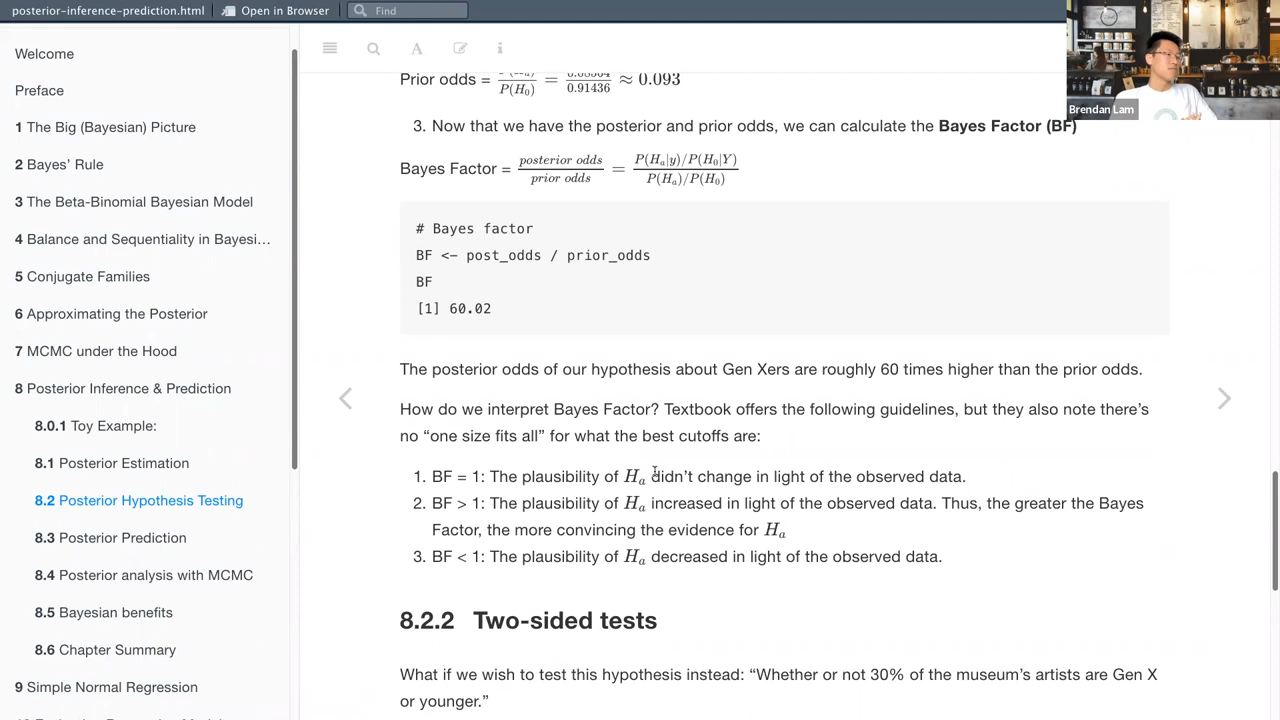 posterior-inference-prediction.html
Open in Browser
Find
Welcome
Preface
1 The Big (Bayesian) Picture
2 Bayes' Rule
3 The Beta-Binomial Bayesian Model
4 Balance and Sequentiality in Bayesi…
5 Conjugate Families
6 Approximating the Posterior
7 MCMC under the Hood
8 Posterior Inference & Prediction
8.0.1 Toy Example:
8.1 Posterior Estimation
8.2 Posterior Hypothesis Testing
8.3 Posterior Prediction
8.4 Posterior analysis with MCMC
8.5 Bayesian benefits
8.6 Chapter Summary
9 Simple Normal Regression
Prior odds = P(H0) = 0.91436 ≈ 0.093
3. Now that we have the posterior and prior odds, we can calculate the Bayes Factor (BF)
Bayes Factor = posterior odds / prior odds = P(Ha|y)/P(H0|Y) / P(Ha)/P(H0)
# Bayes factor
BF <- post_odds / prior_odds
BF
[1] 60.02
The posterior odds of our hypothesis about Gen Xers are roughly 60 times higher than the prior odds.
How do we interpret Bayes Factor? Textbook offers the following guidelines, but they also note there's
no "one size fits all" for what the best cutoffs are:
1. BF = 1: The plausibility of Ha didn't change in light of the observed data.
2. BF > 1: The plausibility of Ha increased in light of the observed data. Thus, the greater the Bayes
Factor, the more convincing the evidence for Ha
3. BF < 1: The plausibility of Ha decreased in light of the observed data.
8.2.2 Two-sided tests
What if we wish to test this hypothesis instead: "Whether or not 30% of the museum's artists are Gen X
or younger."
Brendan Lam